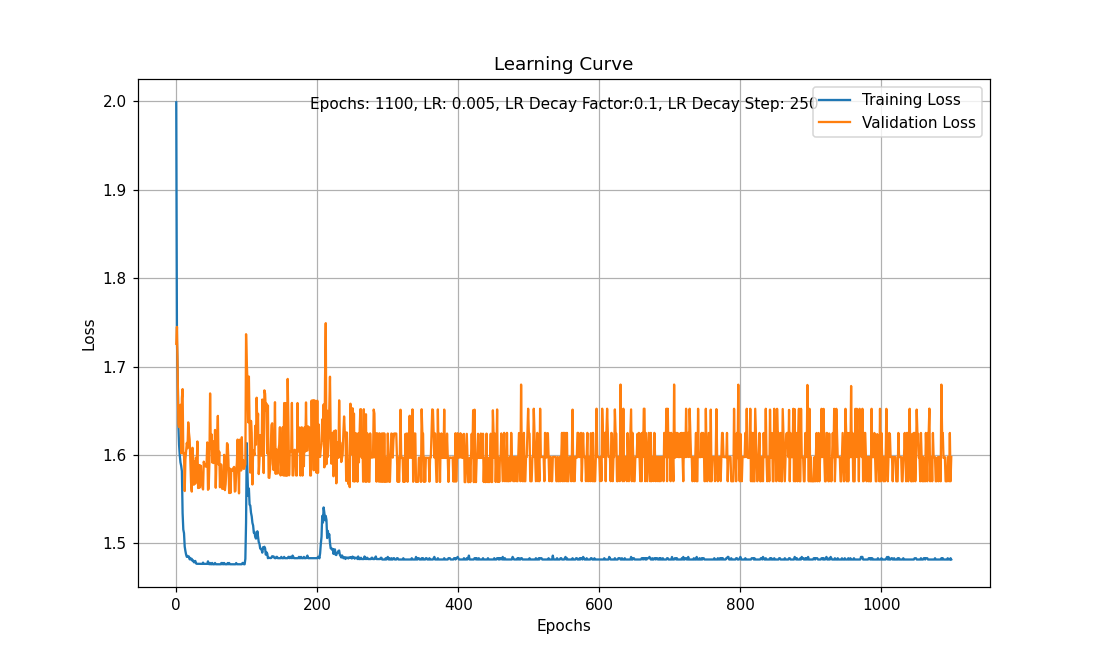 Learning Curve
Epochs: 1100, LR: 0.005, LR Decay Factor:0.1, LR Decay Step: 250
Training Loss
Validation Loss
2.0
1.9
1.8
1.7
1.6
1.5
Loss
0 200 400 600 800 1000
Epochs